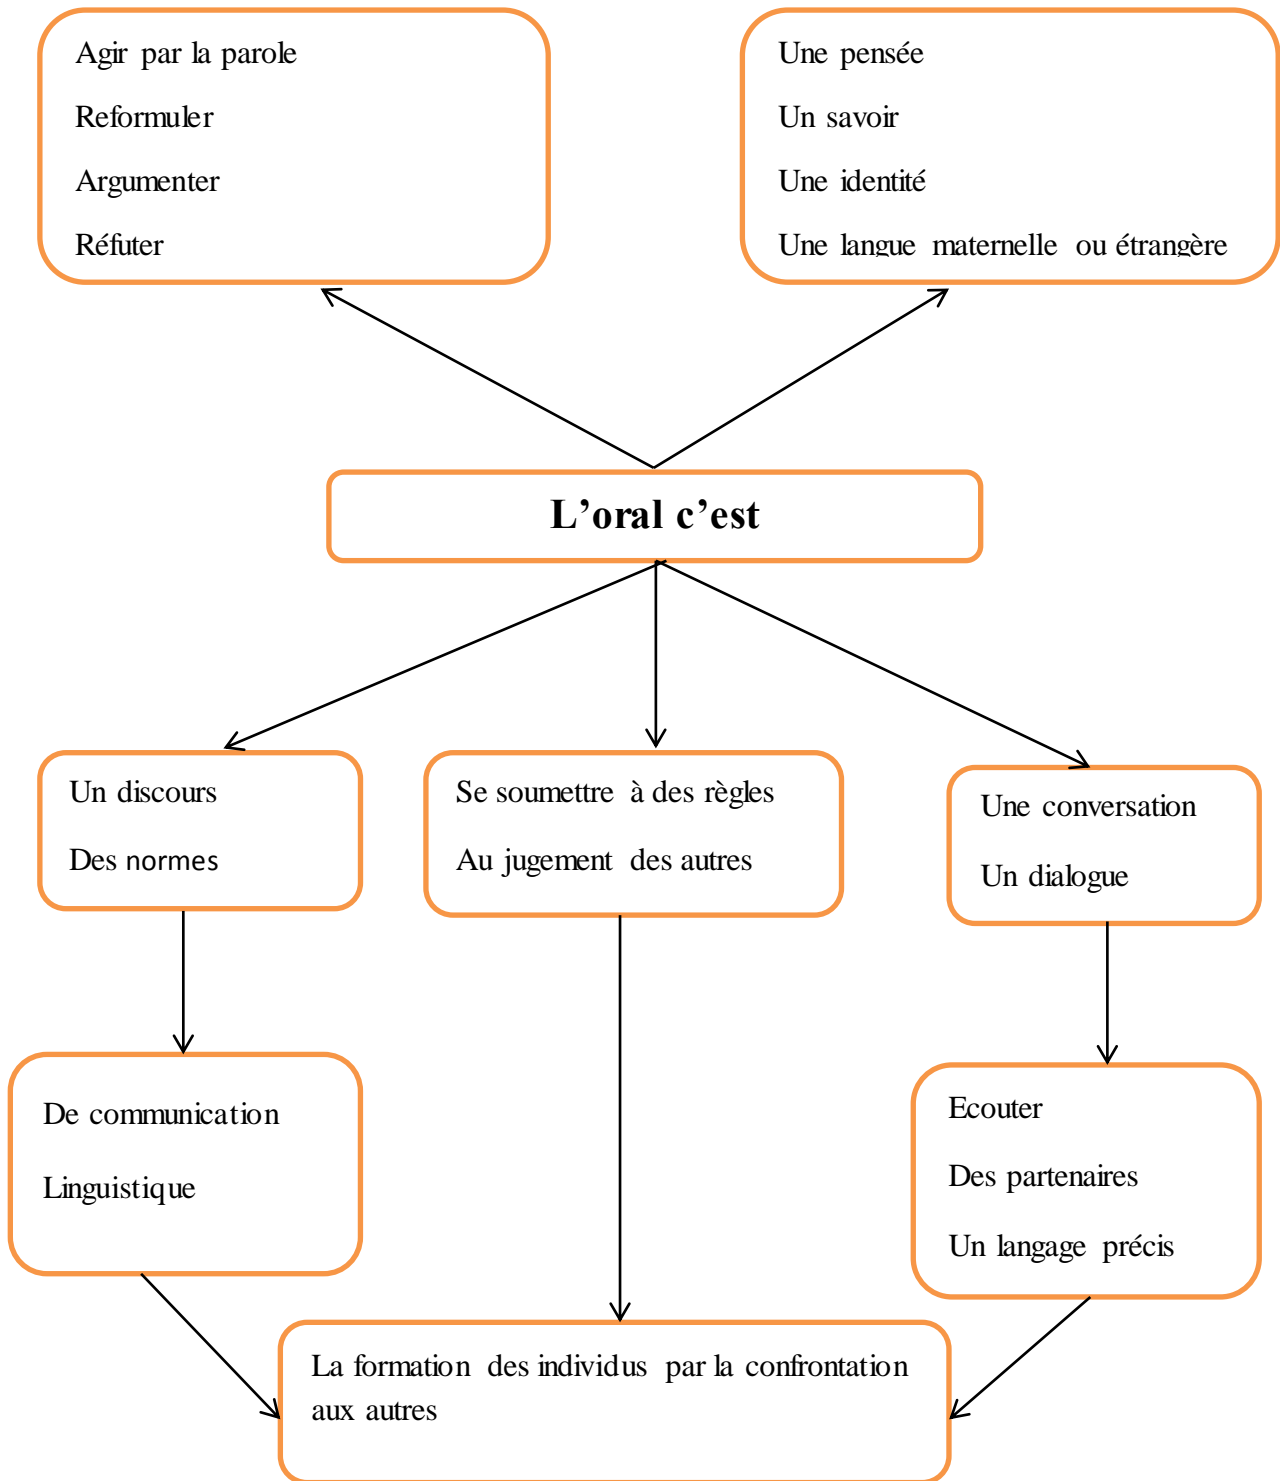 Agir par la parole
Reformuler
Argumenter
Réfuter
Une pensée
Un savoir
Une identité
Une langue maternelle ou étrangère
L’oral c’est
Un discours
Des normes
Se soumettre à des règles
Au jugement des autres
Une conversation
Un dialogue
De communication
Linguistique
Ecouter
Des partenaires
Un langage précis
La formation des individus par la confrontation
aux autres